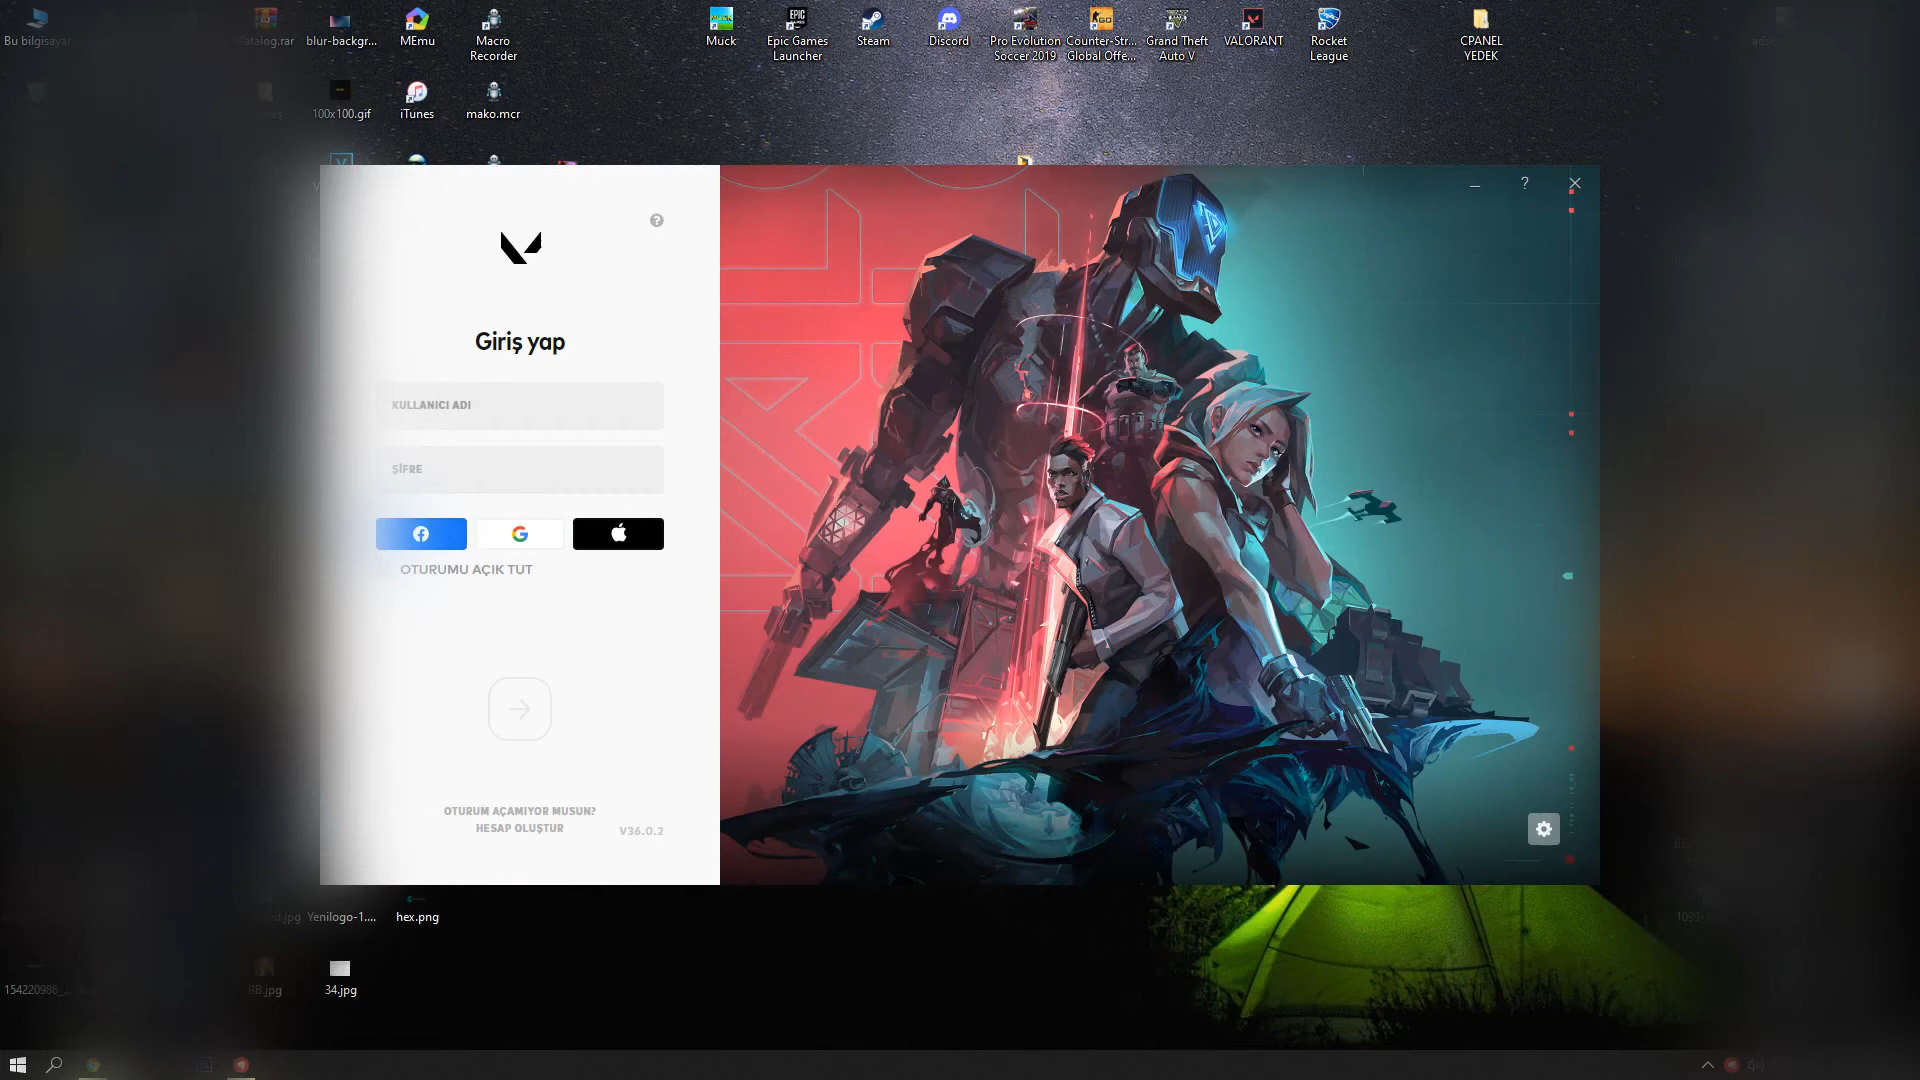 Bu bilgisayar
Katalog.rar
blur-backgr...
MEmu
Macro
Recorder
Muck
Epic Games
Launcher
Steam
Discord
Pro Evolution
Soccer 2019
Counter-Str...
Global Offe...
Grand Theft
Auto V
VALORANT
Rocket
League
CPANEL
YEDEK
100x100.gif
iTunes
mako.mcr
Giriş yap
KULLANICI ADI
ŞİFRE
OTURUMU AÇIK TUT
OTURUM AÇAMIYOR MUSUN?
HESAP OLUŞTUR
V36.0.2
Yenilogo-1....
hex.png
154220986_...
BB.jpg
34.jpg